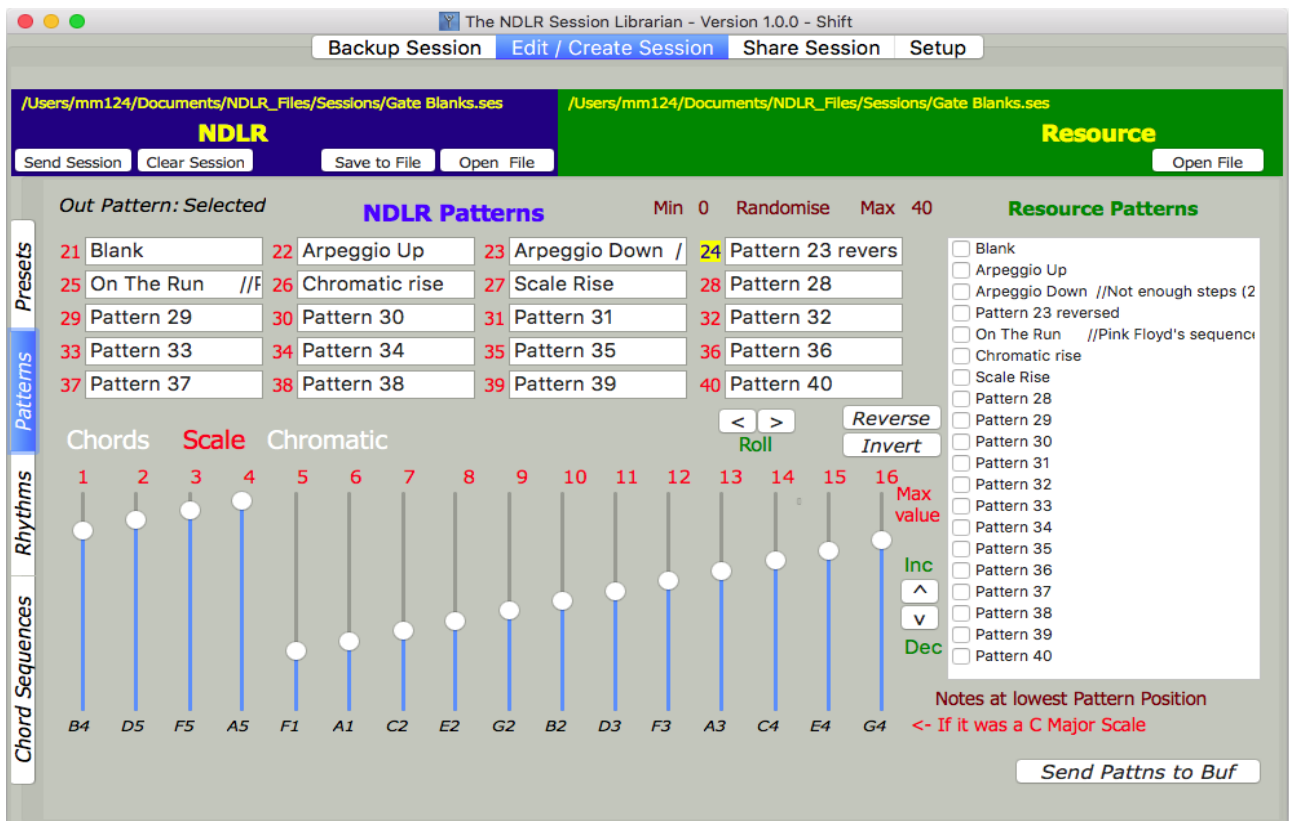 The NDLR Session Librarian - Version 1.0.0 - Shift
Backup Session Edit / Create Session Share Session Setup
/Users/mm124/Documents/NDLR_Files/Sessions/Gate Blanks.ses /Users/mm124/Documents/NDLR_Files/Sessions/Gate Blanks.ses
NDLR Resource
Send Session Clear Session Save to File Open File Open File
Out Pattern: Selected NDLR Patterns Min 0 Randomise Max 40 Resource Patterns
Presets
Patterns
Rhythms
Chord Sequences
21 Blank 22 Arpeggio Up 23 Arpeggio Down / 24 Pattern 23 revers
25 On The Run //F 26 Chromatic rise 27 Scale Rise 28 Pattern 28
29 Pattern 29 30 Pattern 30 31 Pattern 31 32 Pattern 32
33 Pattern 33 34 Pattern 34 35 Pattern 35 36 Pattern 36
37 Pattern 37 38 Pattern 38 39 Pattern 39 40 Pattern 40
< > Reverse
Roll Invert
Chords Scale Chromatic
1 2 3 4 5 6 7 8 9 10 11 12 13 14 15 16
Max
value
Inc
^
v
Dec
B4 D5 F5 A5 F1 A1 C2 E2 G2 B2 D3 F3 A3 C4 E4 G4
Blank
Arpeggio Up
Arpeggio Down //Not enough steps (2
Pattern 23 reversed
On The Run //Pink Floyd's sequence
Chromatic rise
Scale Rise
Pattern 28
Pattern 29
Pattern 30
Pattern 31
Pattern 32
Pattern 33
Pattern 34
Pattern 35
Pattern 36
Pattern 37
Pattern 38
Pattern 39
Pattern 40
Notes at lowest Pattern Position
<- If it was a C Major Scale
Send Pattns to Buf